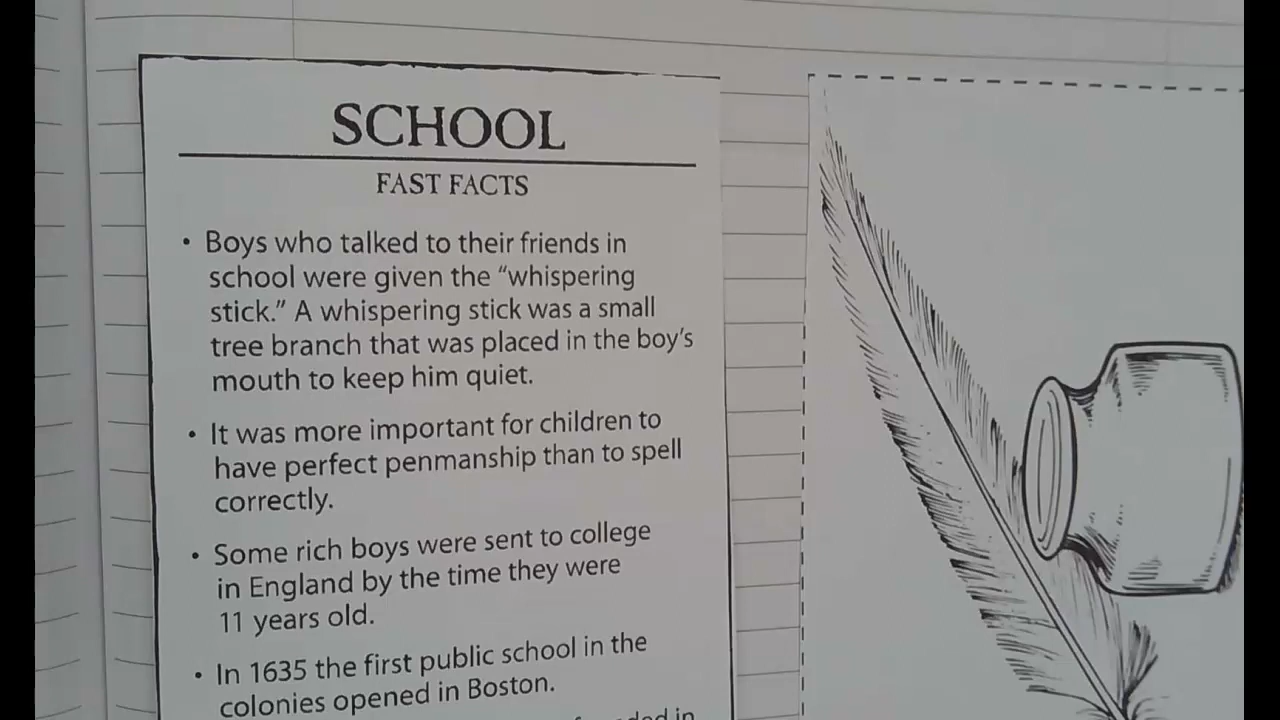 SCHOOL
FAST FACTS
• Boys who talked to their friends in
school were given the “whispering
stick.” A whispering stick was a small
tree branch that was placed in the boy’s
mouth to keep him quiet.
• It was more important for children to
have perfect penmanship than to spell
correctly.
• Some rich boys were sent to college
in England by the time they were
11 years old.
• In 1635 the first public school in the
colonies opened in Boston.
in